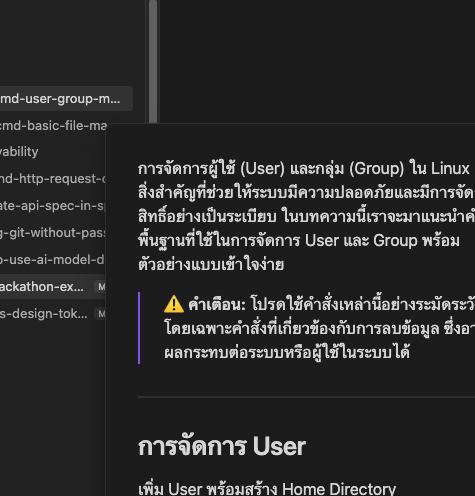 md-user-group-m...
cmd-basic-file-ma
vability
nd-http-request-c
ate-api-spec-in-s
g-git-without-pas
o-use-ai-model-d
ackathon-ex... M
s-design-tok... M
การจัดการผู้ใช้ (User) และกลุ่ม (Group) ใน Linux
สิ่งสำคัญที่ช่วยให้ระบบมีความปลอดภัยและมีการจัด
สิทธิ์อย่างเป็นระเบียบ ในบทความนี้เราจะมาแนะนำคำ
พื้นฐานที่ใช้ในการจัดการ User และ Group พร้อม
ตัวอย่างแบบเข้าใจง่าย
⚠️ คำเตือน: โปรดใช้คำสั่งเหล่านี้อย่างระมัดระวั
โดยเฉพาะคำสั่งที่เกี่ยวข้องกับการลบข้อมูล ซึ่งอา
ผลกระทบต่อระบบหรือผู้ใช้ในระบบได้
การจัดการ User
เพิ่ม User พร้อมสร้าง Home Directory